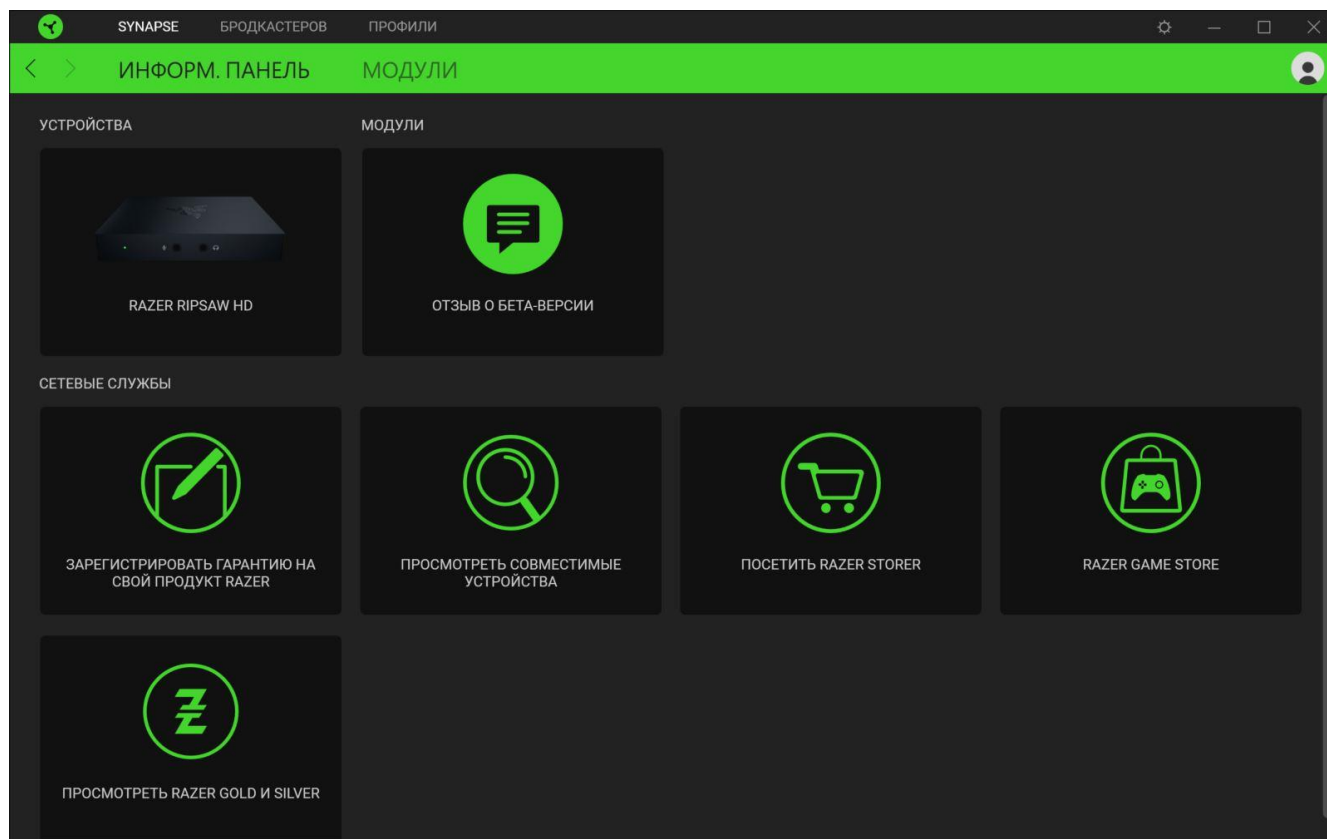 SYNAPSE БРОДКАСТЕРОВ ПРОФИЛИ
ИНФОРМ. ПАНЕЛЬ МОДУЛИ
УСТРОЙСТВА МОДУЛИ
RAZER RIPSAW HD ОТЗЫВ О БЕТА-ВЕРСИИ
СЕТЕВЫЕ СЛУЖБЫ
ЗАРЕГИСТРИРОВАТЬ ГАРАНТИЮ НА
СВОЙ ПРОДУКТ RAZER
ПРОСМОТРЕТЬ СОВМЕСТИМЫЕ
УСТРОЙСТВА
ПОСЕТИТЬ RAZER STORER
RAZER GAME STORE
ПРОСМОТРЕТЬ RAZER GOLD И SILVER